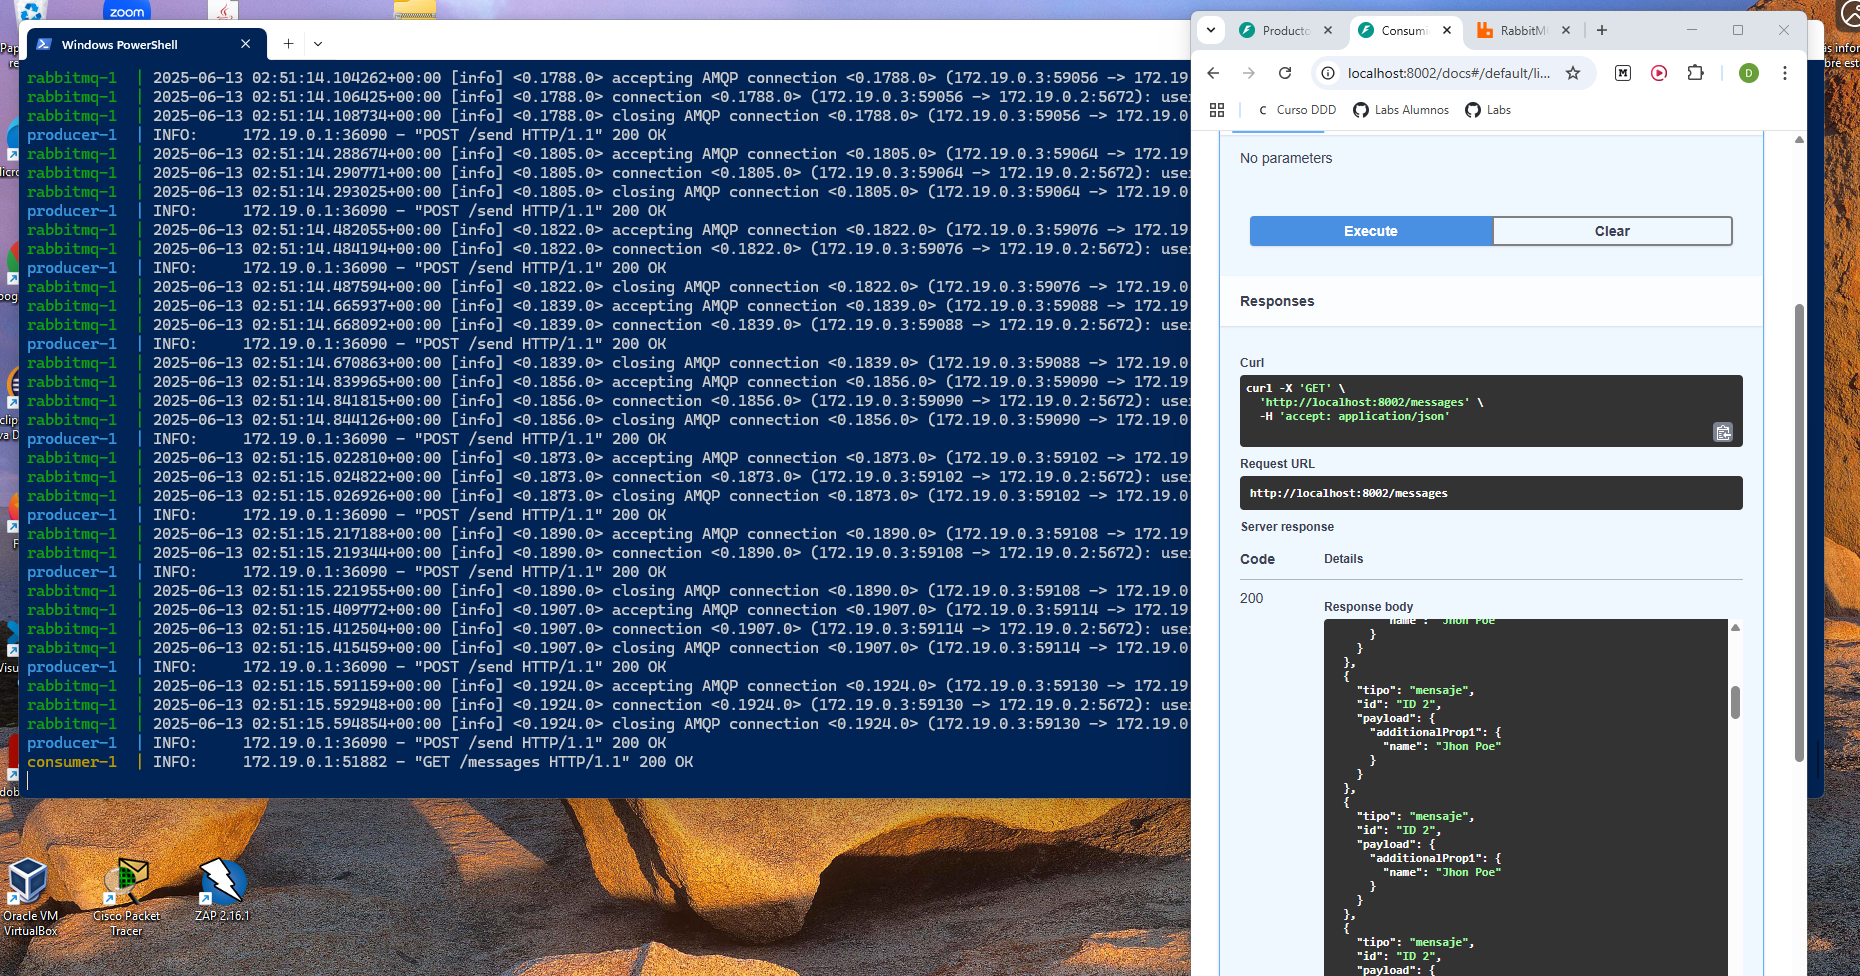 zoom
Windows PowerShell
rabbitmq-1 | 2025-06-13 02:51:14.104262+00:00 [info] <0.1788.0> accepting AMQP connection <0.1788.0> (172.19.0.3:59056 -> 172.19
rabbitmq-1 | 2025-06-13 02:51:14.106425+00:00 [info] <0.1788.0> connection <0.1788.0> (172.19.0.3:59056 -> 172.19.0.2:5672): use
rabbitmq-1 | 2025-06-13 02:51:14.108734+00:00 [info] <0.1788.0> closing AMQP connection <0.1788.0> (172.19.0.3:59056 -> 172.19.0
producer-1 | INFO: 172.19.0.1:36090 - "POST /send HTTP/1.1" 200 OK
rabbitmq-1 | 2025-06-13 02:51:14.288674+00:00 [info] <0.1805.0> accepting AMQP connection <0.1805.0> (172.19.0.3:59064 -> 172.19
rabbitmq-1 | 2025-06-13 02:51:14.290771+00:00 [info] <0.1805.0> connection <0.1805.0> (172.19.0.3:59064 -> 172.19.0.2:5672): use
rabbitmq-1 | 2025-06-13 02:51:14.293025+00:00 [info] <0.1805.0> closing AMQP connection <0.1805.0> (172.19.0.3:59064 -> 172.19.0
producer-1 | INFO: 172.19.0.1:36090 - "POST /send HTTP/1.1" 200 OK
rabbitmq-1 | 2025-06-13 02:51:14.482055+00:00 [info] <0.1822.0> accepting AMQP connection <0.1822.0> (172.19.0.3:59076 -> 172.19
rabbitmq-1 | 2025-06-13 02:51:14.484194+00:00 [info] <0.1822.0> connection <0.1822.0> (172.19.0.3:59076 -> 172.19.0.2:5672): use
producer-1 | INFO: 172.19.0.1:36090 - "POST /send HTTP/1.1" 200 OK
rabbitmq-1 | 2025-06-13 02:51:14.487594+00:00 [info] <0.1822.0> closing AMQP connection <0.1822.0> (172.19.0.3:59076 -> 172.19.0
rabbitmq-1 | 2025-06-13 02:51:14.665937+00:00 [info] <0.1839.0> accepting AMQP connection <0.1839.0> (172.19.0.3:59088 -> 172.19
rabbitmq-1 | 2025-06-13 02:51:14.668092+00:00 [info] <0.1839.0> connection <0.1839.0> (172.19.0.3:59088 -> 172.19.0.2:5672): use
producer-1 | INFO: 172.19.0.1:36090 - "POST /send HTTP/1.1" 200 OK
rabbitmq-1 | 2025-06-13 02:51:14.670863+00:00 [info] <0.1839.0> closing AMQP connection <0.1839.0> (172.19.0.3:59088 -> 172.19.0
rabbitmq-1 | 2025-06-13 02:51:14.839965+00:00 [info] <0.1856.0> accepting AMQP connection <0.1856.0> (172.19.0.3:59090 -> 172.19
rabbitmq-1 | 2025-06-13 02:51:14.841815+00:00 [info] <0.1856.0> connection <0.1856.0> (172.19.0.3:59090 -> 172.19.0.2:5672): use
rabbitmq-1 | 2025-06-13 02:51:14.844126+00:00 [info] <0.1856.0> closing AMQP connection <0.1856.0> (172.19.0.3:59090 -> 172.19.0
producer-1 | INFO: 172.19.0.1:36090 - "POST /send HTTP/1.1" 200 OK
rabbitmq-1 | 2025-06-13 02:51:15.022810+00:00 [info] <0.1873.0> accepting AMQP connection <0.1873.0> (172.19.0.3:59102 -> 172.19
rabbitmq-1 | 2025-06-13 02:51:15.024822+00:00 [info] <0.1873.0> connection <0.1873.0> (172.19.0.3:59102 -> 172.19.0.2:5672): use
rabbitmq-1 | 2025-06-13 02:51:15.026926+00:00 [info] <0.1873.0> closing AMQP connection <0.1873.0> (172.19.0.3:59102 -> 172.19.0
producer-1 | INFO: 172.19.0.1:36090 - "POST /send HTTP/1.1" 200 OK
rabbitmq-1 | 2025-06-13 02:51:15.217188+00:00 [info] <0.1890.0> accepting AMQP connection <0.1890.0> (172.19.0.3:59108 -> 172.19
rabbitmq-1 | 2025-06-13 02:51:15.219344+00:00 [info] <0.1890.0> connection <0.1890.0> (172.19.0.3:59108 -> 172.19.0.2:5672): use
producer-1 | INFO: 172.19.0.1:36090 - "POST /send HTTP/1.1" 200 OK
rabbitmq-1 | 2025-06-13 02:51:15.221955+00:00 [info] <0.1890.0> closing AMQP connection <0.1890.0> (172.19.0.3:59108 -> 172.19.0
rabbitmq-1 | 2025-06-13 02:51:15.409772+00:00 [info] <0.1907.0> accepting AMQP connection <0.1907.0> (172.19.0.3:59114 -> 172.19
rabbitmq-1 | 2025-06-13 02:51:15.412504+00:00 [info] <0.1907.0> connection <0.1907.0> (172.19.0.3:59114 -> 172.19.0.2:5672): use
rabbitmq-1 | 2025-06-13 02:51:15.415459+00:00 [info] <0.1907.0> closing AMQP connection <0.1907.0> (172.19.0.3:59114 -> 172.19.0
producer-1 | INFO: 172.19.0.1:36090 - "POST /send HTTP/1.1" 200 OK
rabbitmq-1 | 2025-06-13 02:51:15.591159+00:00 [info] <0.1924.0> accepting AMQP connection <0.1924.0> (172.19.0.3:59130 -> 172.19
rabbitmq-1 | 2025-06-13 02:51:15.592948+00:00 [info] <0.1924.0> connection <0.1924.0> (172.19.0.3:59130 -> 172.19.0.2:5672): use
rabbitmq-1 | 2025-06-13 02:51:15.594854+00:00 [info] <0.1924.0> closing AMQP connection <0.1924.0> (172.19.0.3:59130 -> 172.19.0
producer-1 | INFO: 172.19.0.1:36090 - "POST /send HTTP/1.1" 200 OK
consumer-1 | INFO: 172.19.0.1:51882 - "GET /messages HTTP/1.1" 200 OK
Oracle VM
VirtualBox
Cisco Packet
Tracer
ZAP 2.16.1
Producto
Consumi
RabbitM
localhost:8002/docs#/default/li...
M
D
C Curso DDD
Labs Alumnos
Labs
No parameters
Execute
Clear
Responses
Curl
curl -X 'GET' \
'http://localhost:8002/messages' \
-H 'accept: application/json'
Request URL
http://localhost:8002/messages
Server response
Code Details
200
Response body
"name": "Jhon Poe"
}
}
},
{
"tipo": "mensaje",
"id": "ID 2",
"payload": {
"additionalProp1": {
"name": "Jhon Poe"
}
}
},
{
"tipo": "mensaje",
"id": "ID 2",
"payload": {
"additionalProp1": {
"name": "Jhon Poe"
}
}
},
{
"tipo": "mensaje",
"id": "ID 2",
"payload": {